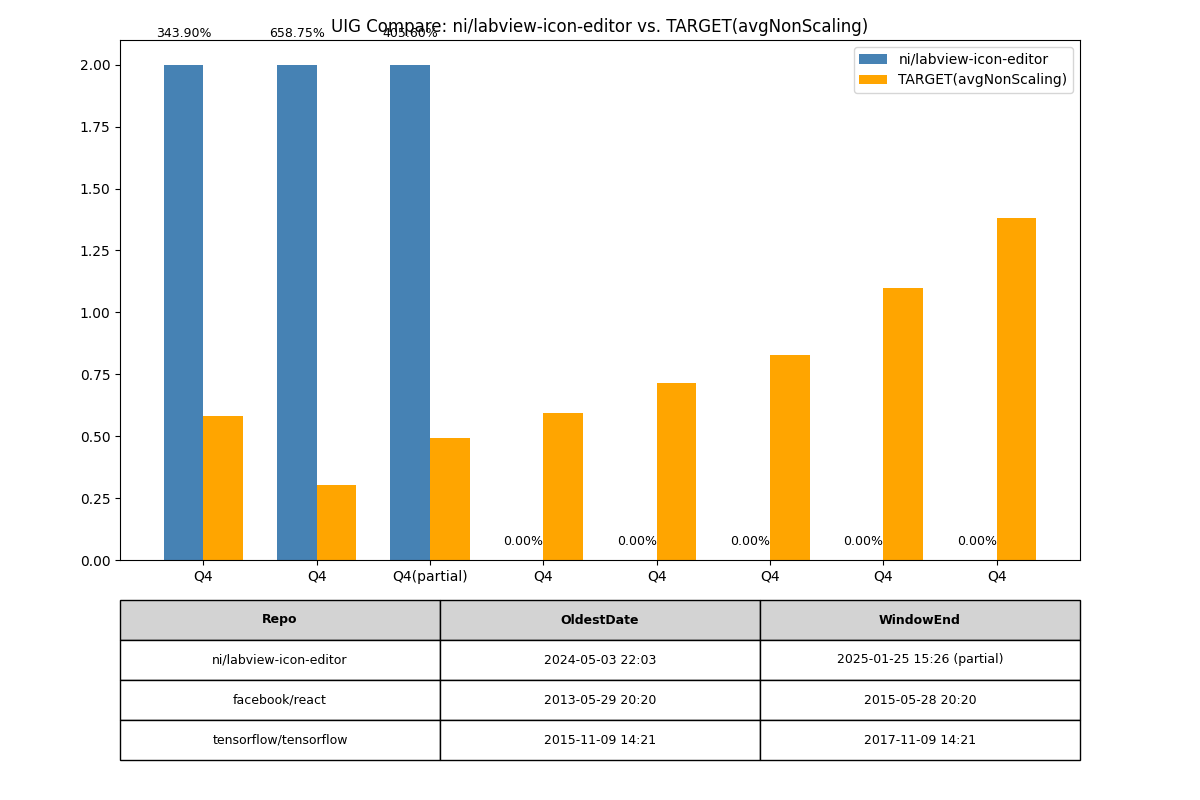 UIG Compare: ni/labview-icon-editor vs. TARGET(avgNonScaling)
343.90% 658.75% 405.60%
ni/labview-icon-editor
TARGET(avgNonScaling)
2.00
1.75
1.50
1.25
1.00
0.75
0.50
0.25
0.00
0.00% 0.00% 0.00% 0.00% 0.00%
Q4 Q4 Q4(partial) Q4 Q4 Q4 Q4 Q4
Repo OldestDate WindowEnd
ni/labview-icon-editor 2024-05-03 22:03 2025-01-25 15:26 (partial)
facebook/react 2013-05-29 20:20 2015-05-28 20:20
tensorflow/tensorflow 2015-11-09 14:21 2017-11-09 14:21